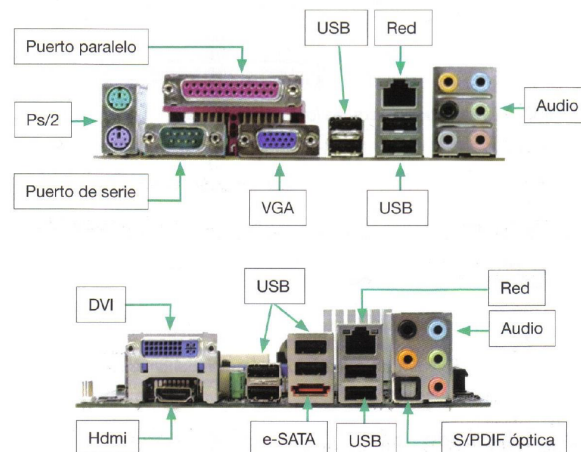 USB
Red
Puerto paralelo
Ps/2
Audio
Puerto de serie
VGA
USB
USB
Red
DVI
Audio
Hdmi
e-SATA
USB
S/PDIF óptica